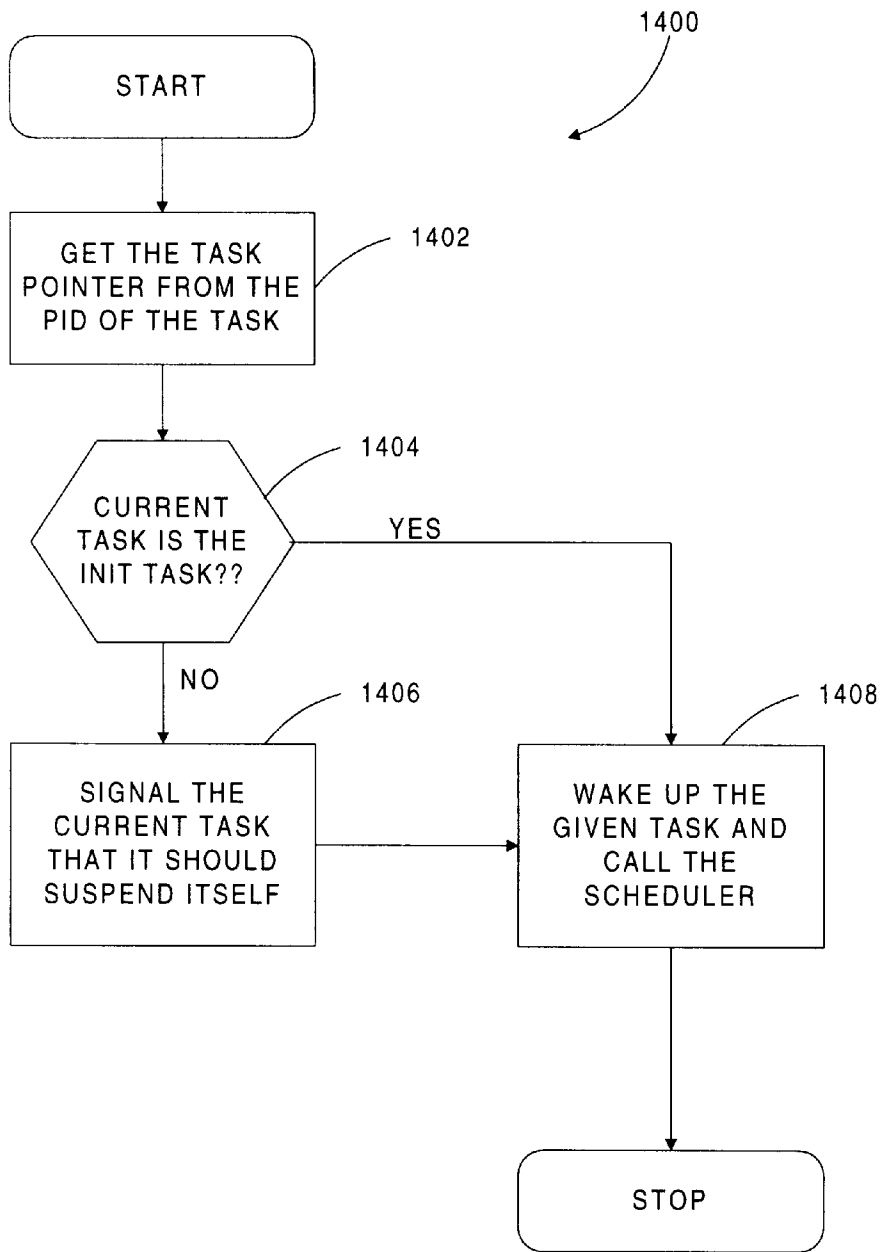 1400
START
1402
GET THE TASK
POINTER FROM THE
PID OF THE TASK
1404
CURRENT
TASK IS THE
INIT TASK??
YES
NO
1406
SIGNAL THE
CURRENT TASK
THAT IT SHOULD
SUSPEND ITSELF
1408
WAKE UP THE
GIVEN TASK AND
CALL THE
SCHEDULER
STOP